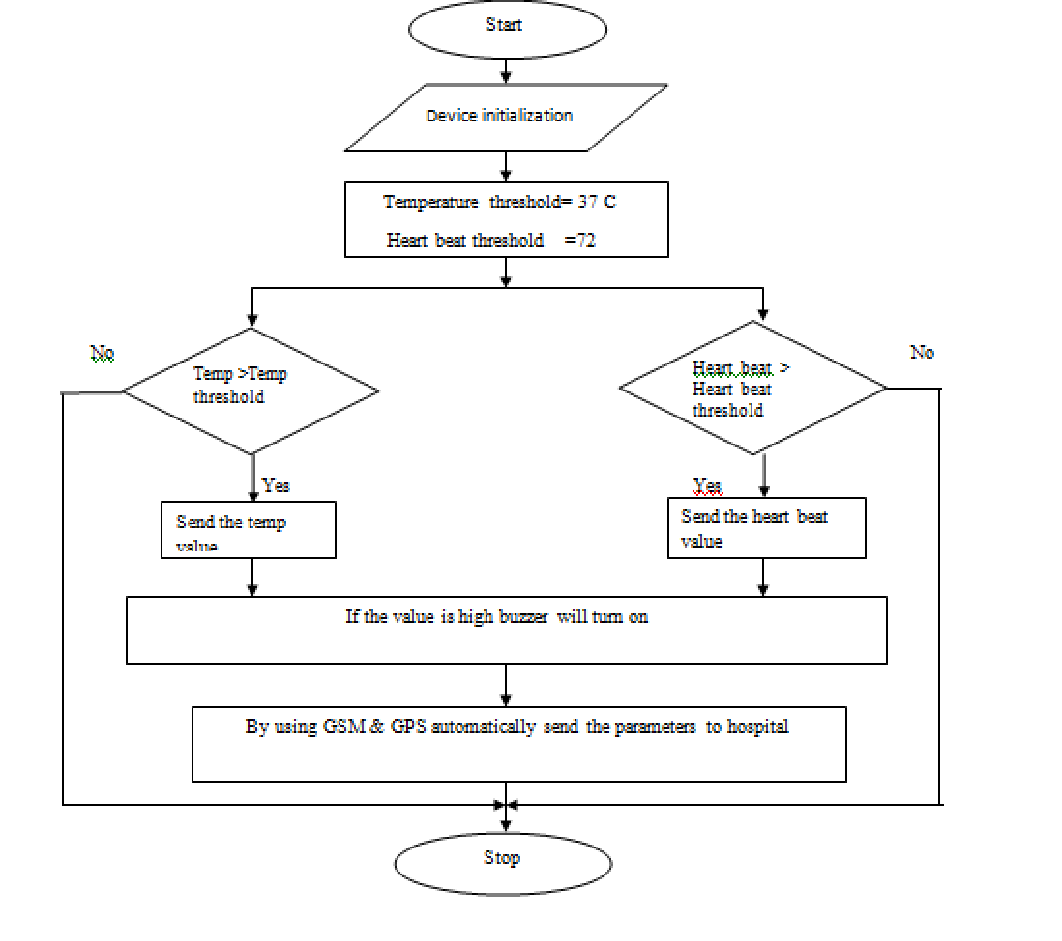 Start
Device initialization
Temperature threshold= 37 C
Heart beat threshold =72
No
Temp >Temp
threshold
Yes
Heart beat >
Heart beat
threshold
No
Yes
Send the temp
value
Send the heart beat
value
If the value is high buzzer will turn on
By using GSM & GPS automatically send the parameters to hospital
Stop